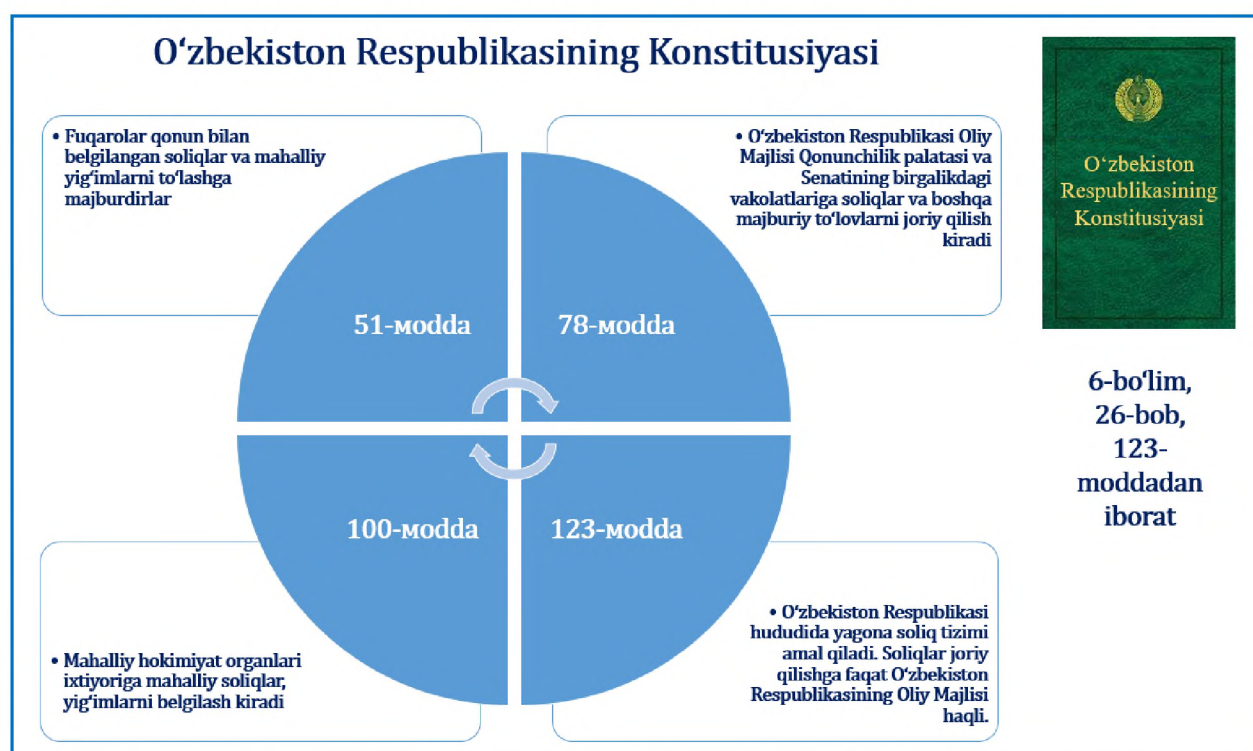 O‘zbekiston Respublikasining Konstitusiyasi
• Fuqarolar qonun bilan
belgilangan soliqlar va mahalliy
yig‘imlarni to‘lashga
majburdirlar
• O‘zbekiston Respublikasi Oliy
Majlisi Qonunchilik palatasi va
Senatining birgalikdagi
vakolatlariga soliqlar va boshqa
majburiy to‘lovlarni joriy qilish
kiradi
51-мodda
78-мodda
100-мodda
123-мodda
• Mahalliy hokimiyat organlari
ixtiyoriga mahalliy soliqlar,
yig‘imlarni belgilash kiradi
• O‘zbekiston Respublikasi
hududida yagona soliq tizimi
amal qiladi. Soliqlar joriy
qilishga faqat O‘zbekiston
Respublikasining Oliy Majlisi
haqli.
O‘zbekiston
Respublikasining
Konstitusiyasi
6-bo‘lim,
26-bob,
123-
moddadan
iborat